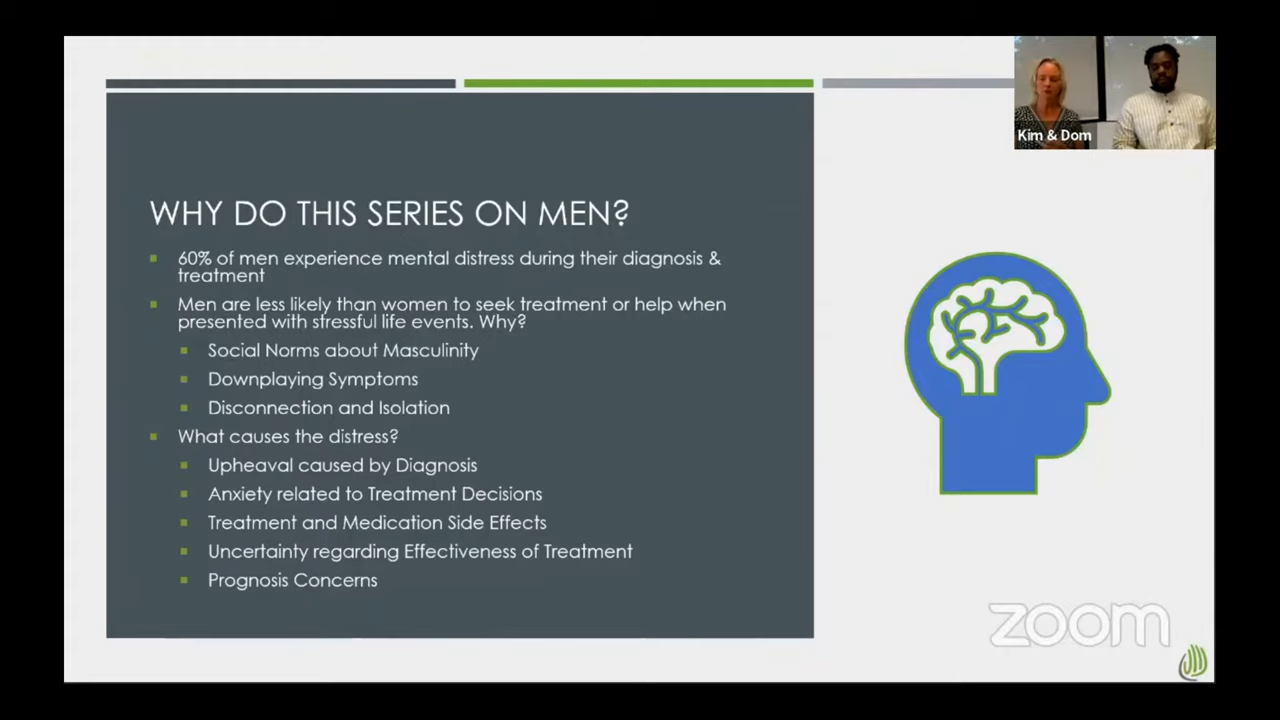 Kim & Dom
WHY DO THIS SERIES ON MEN?
60% of men experience mental distress during their diagnosis &
treatment
Men are less likely than women to seek treatment or help when
presented with stressful life events. Why?
Social Norms about Masculinity
Downplaying Symptoms
Disconnection and Isolation
What causes the distress?
Upheaval caused by Diagnosis
Anxiety related to Treatment Decisions
Treatment and Medication Side Effects
Uncertainty regarding Effectiveness of Treatment
Prognosis Concerns
zoom